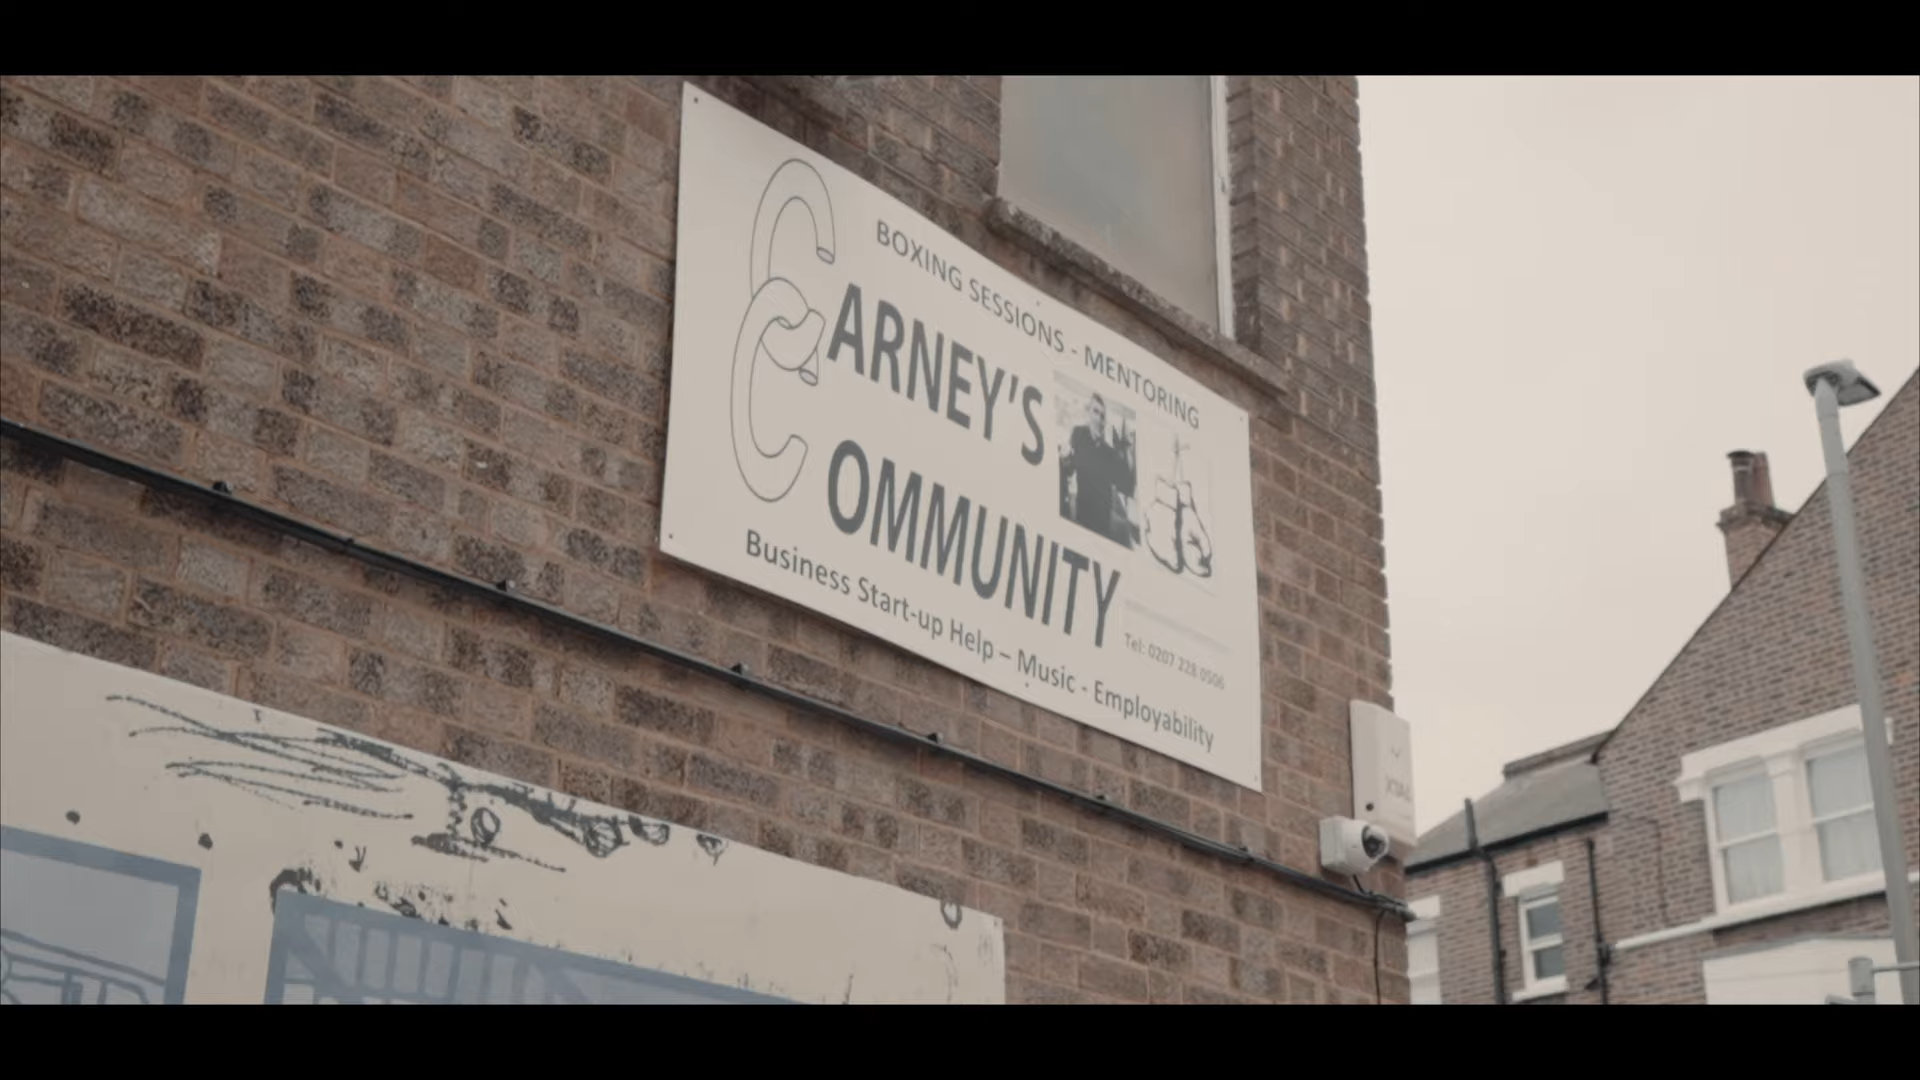 BOXING SESSIONS - MENTORING
CARNEY'S
COMMUNITY
Tel: 0207 228 0506
Business Start-up Help – Music - Employability